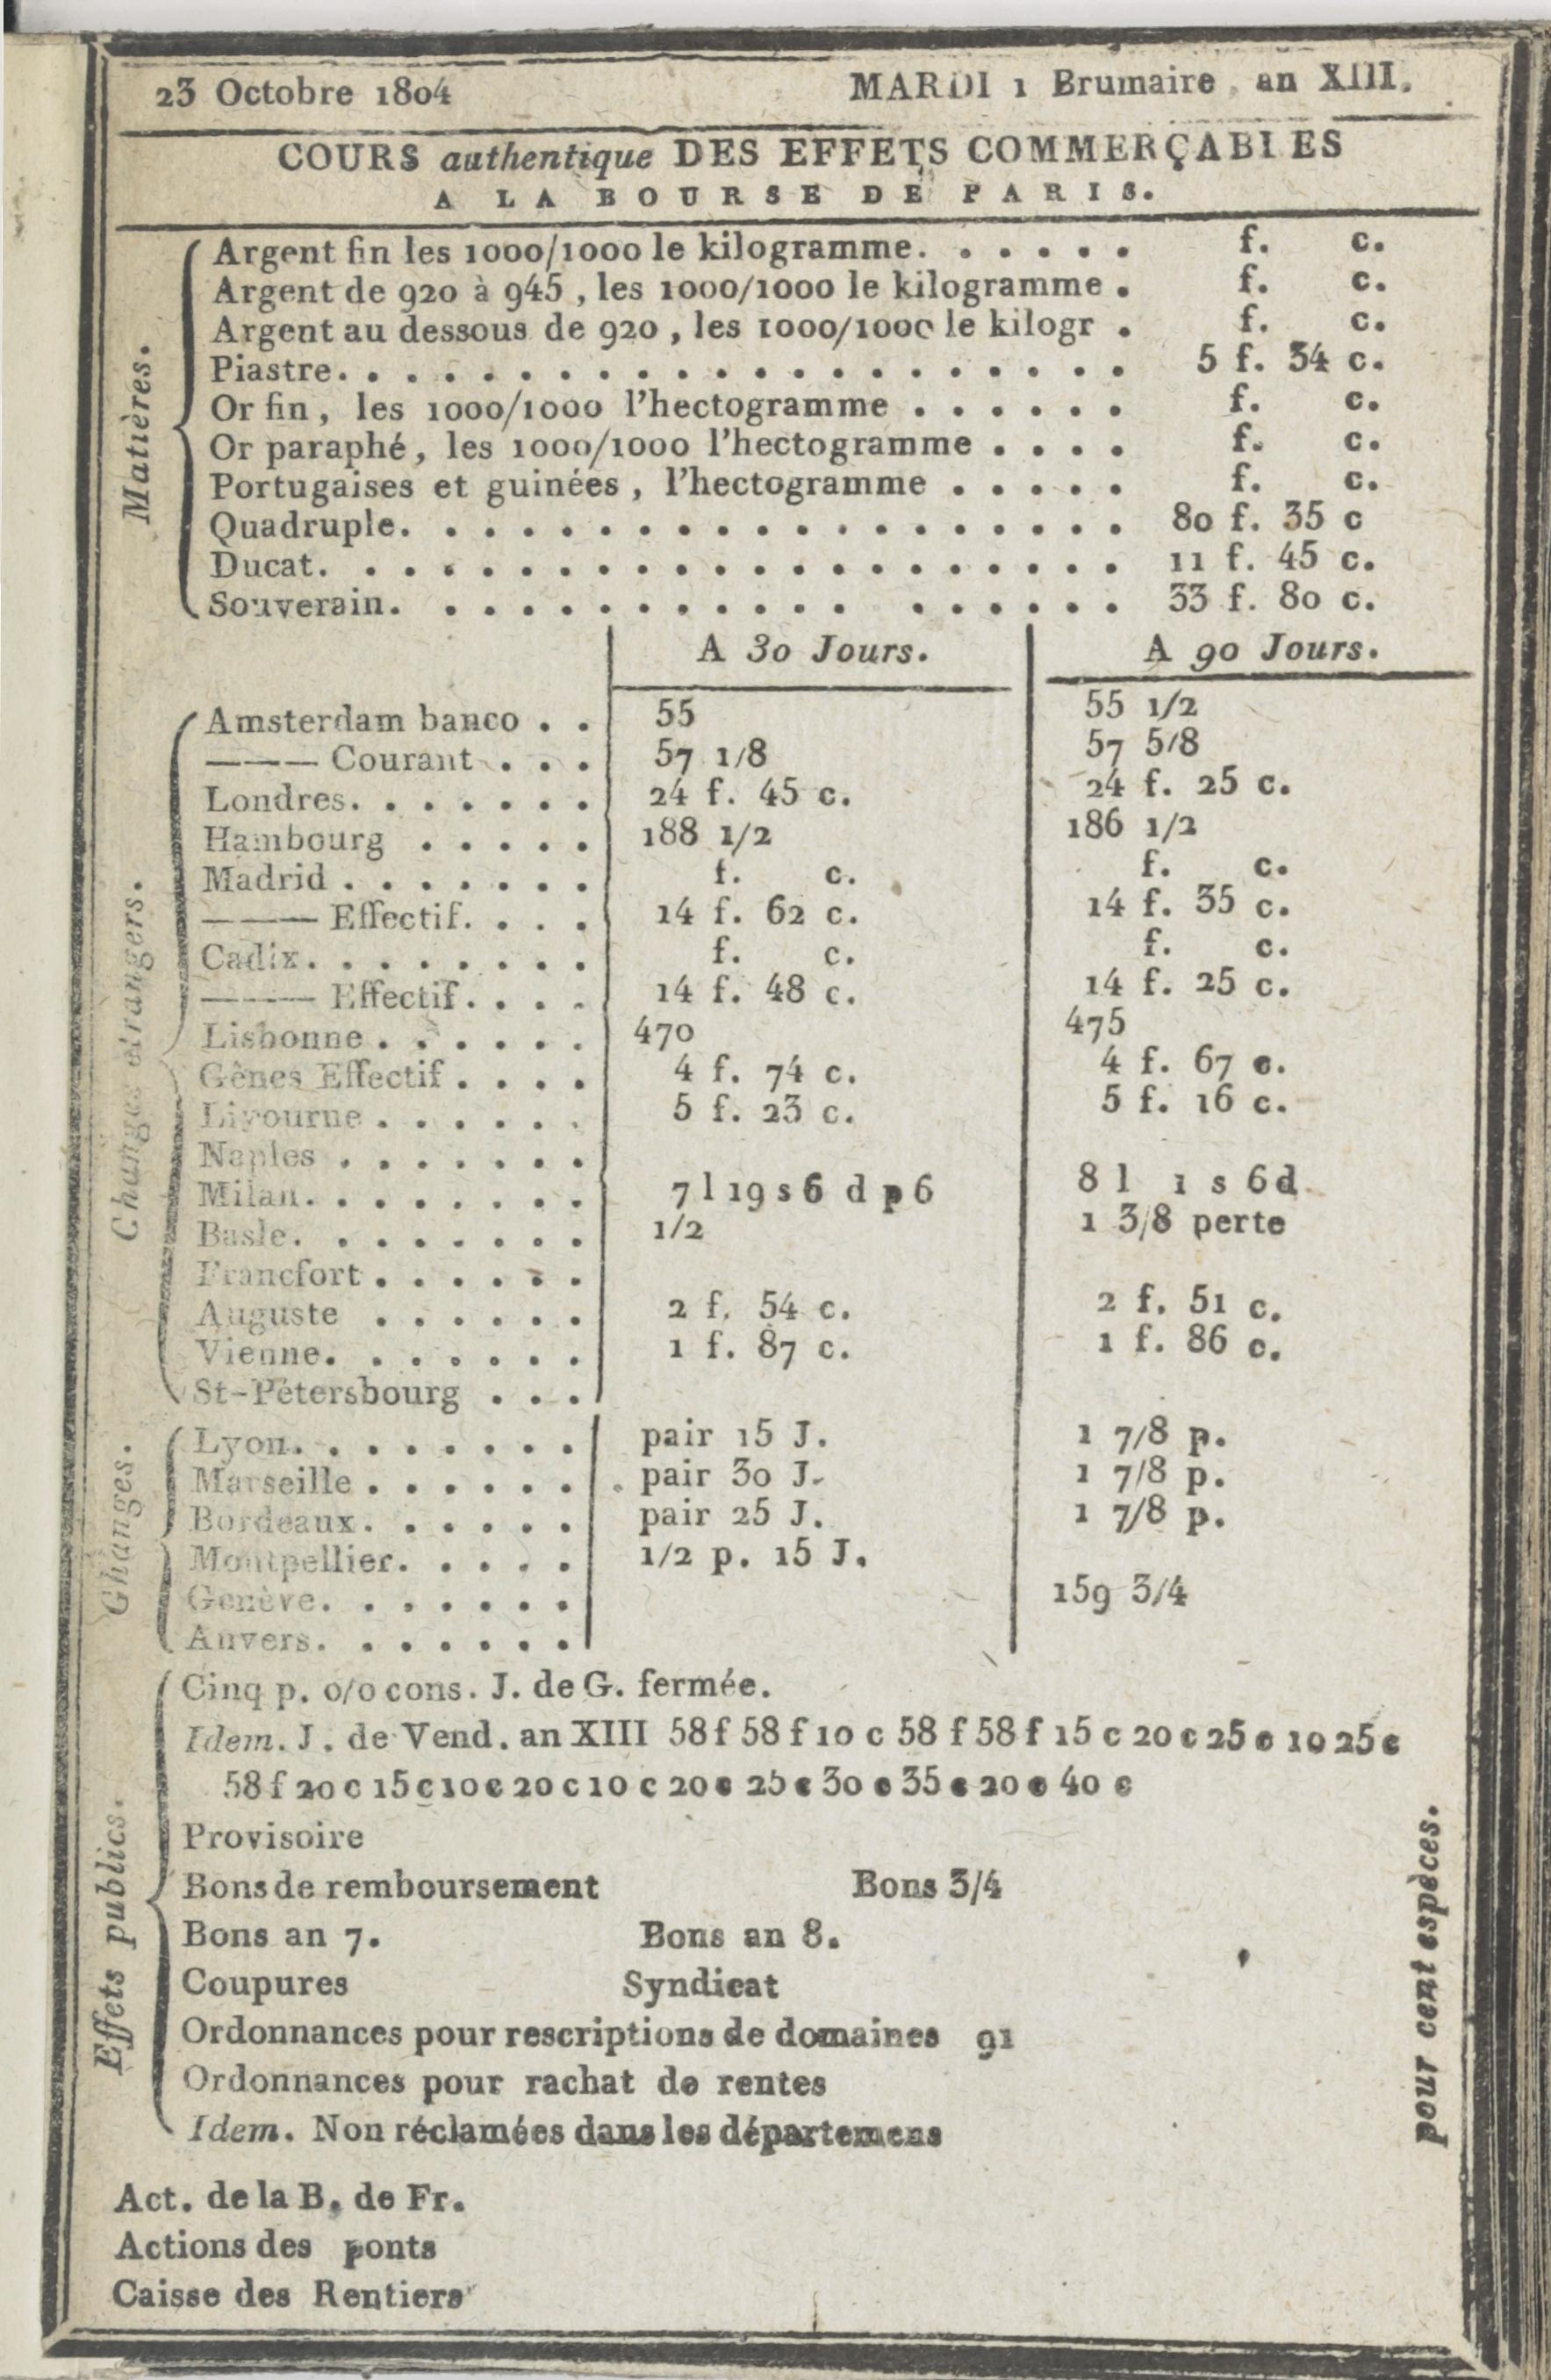 23 Octobre 1804 MARDI 1 Brumaire, an XIII.
COURS authentique DES EFFETS COMMERÇABLES
A LA BOURSE DE PARIS.
Matières.
Argent fin les 1000/1000 le kilogramme. . . . . . f. c.
Argent de 920 à 945, les 1000/1000 le kilogramme . f. c.
Argent au dessous de 920, les 1000/1000 le kilogr . f. c.
Piastre. . . . . . . . . . . . . . . . . . . . . 5 f. 34 c.
Or fin, les 1000/1000 l'hectogramme . . . . . . f. c.
Or paraphé, les 1000/1000 l'hectogramme . . . . f. c.
Portugaises et guinées, l'hectogramme . . . . . f. c.
Quadruple. . . . . . . . . . . . . . . . . . . 80 f. 35 c
Ducat. . . . . . . . . . . . . . . . . . . . . 11 f. 45 c.
Souverain. . . . . . . . . . . . . . . . . . 33 f. 80 c.
A 30 Jours. A 90 Jours.
Changes étrangers.
Amsterdam banco . . 55 55 1/2
——— Courant . . . 57 1/8 57 5/8
Londres. . . . . . . 24 f. 45 c. 24 f. 25 c.
Hambourg . . . . . 188 1/2 186 1/2
Madrid . . . . . . . f. c. f. c.
——— Effectif. . . . 14 f. 62 c. 14 f. 35 c.
Cadix. . . . . . . . f. c. f. c.
——— Effectif. . . . 14 f. 48 c. 14 f. 25 c.
Lisbonne . . . . . . 470 475
Gênes Effectif . . . . 4 f. 74 c. 4 f. 67 c.
Livourne . . . . . . 5 f. 23 c. 5 f. 16 c.
Naples . . . . . . .
Milan. . . . . . . . 7 l 19 s 6 d p 6 8 l 1 s 6 d
Basle. . . . . . . . 1/2 1 3/8 perte
Francfort . . . . . .
Auguste . . . . . . 2 f. 54 c. 2 f. 51 c.
Vienne. . . . . . . 1 f. 87 c. 1 f. 86 c.
St-Pétersbourg . . .
Changes.
Lyon. . . . . . . . pair 15 J. 1 7/8 p.
Marseille . . . . . . pair 30 J. 1 7/8 p.
Bordeaux. . . . . . pair 25 J. 1 7/8 p.
Montpellier. . . . . 1/2 p. 15 J.
Genève. . . . . . . 159 3/4
Anvers. . . . . . .
Effets publics.
Cinq p. o/o cons. J. de G. fermée.
Idem. J. de Vend. an XIII 58 f 58 f 10 c 58 f 58 f 15 c 20 c 25 c 10 25 c
58 f 20 c 15 c 10 c 20 c 10 c 20 c 25 c 30 c 35 c 20 c 40 c
Provisoire
Bons de remboursement Bons 3/4
Bons an 7. Bons an 8.
Coupures Syndicat
Ordonnances pour rescriptions de domaines 91
Ordonnances pour rachat de rentes
Idem. Non réclamées dans les départemens
pour cent espèces.
Act. de la B. de Fr.
Actions des ponts
Caisse des Rentiers